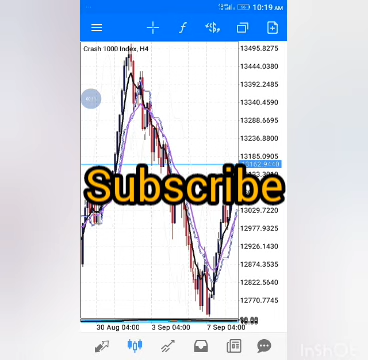 10:19 AM
Crash 1000 Index, H4
13495.8275
13444.0380
13392.2485
13340.4590
13288.6695
13236.8800
13185.0905
Subscribe
13029.7220
12977.9325
12926.1430
12874.3535
12822.5640
12770.7745
30 Aug 04:00
3 Sep 04:00
7 Sep 04:00
InShOt